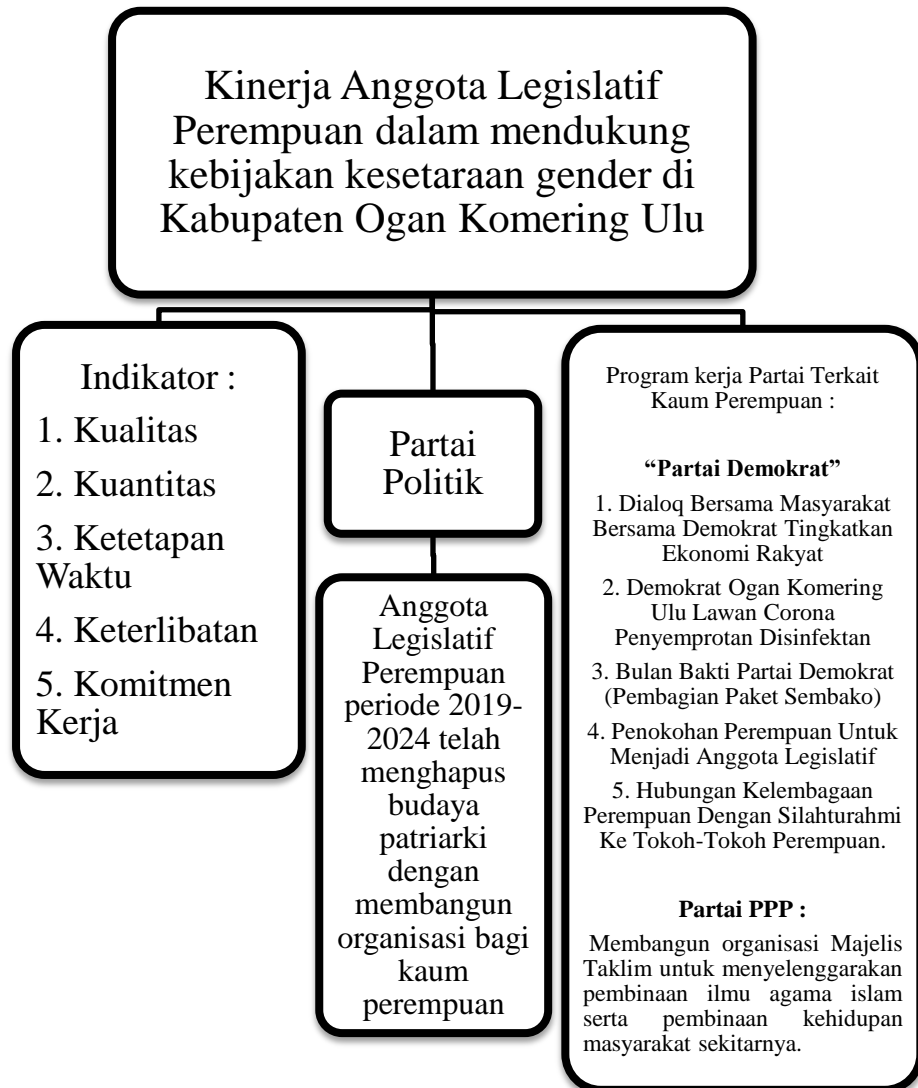 Kinerja Anggota Legislatif
Perempuan dalam mendukung
kebijakan kesetaraan gender di
Kabupaten Ogan Komering Ulu
Indikator :
1. Kualitas
2. Kuantitas
3. Ketetapan
Waktu
4. Keterlibatan
5. Komitmen
Kerja
Partai
Politik
Anggota
Legislatif
Perempuan
periode 2019-
2024 telah
menghapus
budaya
patriarki
dengan
membangun
organisasi bagi
kaum
perempuan
Program kerja Partai Terkait
Kaum Perempuan :
“Partai Demokrat”
1. Dialoq Bersama Masyarakat
Bersama Demokrat Tingkatkan
Ekonomi Rakyat
2. Demokrat Ogan Komering
Ulu Lawan Corona
Penyemprotan Disinfektan
3. Bulan Bakti Partai Demokrat
(Pembagian Paket Sembako)
4. Penokohan Perempuan Untuk
Menjadi Anggota Legislatif
5. Hubungan Kelembagaan
Perempuan Dengan Silahturahmi
Ke Tokoh-Tokoh Perempuan.
Partai PPP :
Membangun organisasi Majelis
Taklim untuk menyelenggarakan
pembinaan ilmu agama islam
serta pembinaan kehidupan
masyarakat sekitarnya.